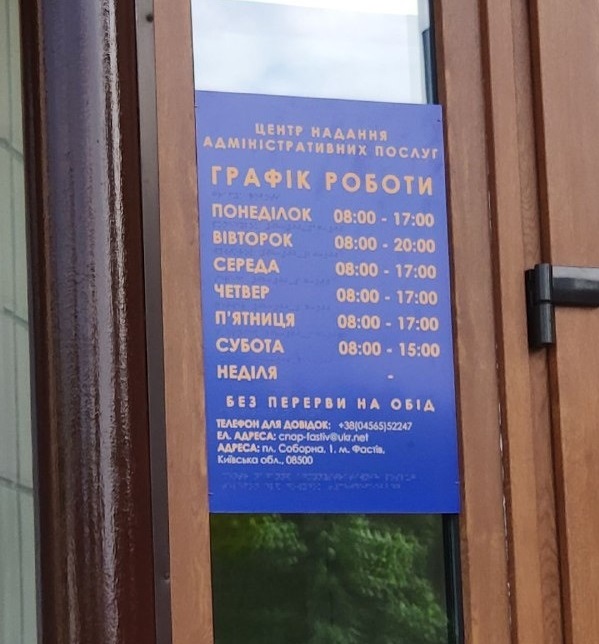 ЦЕНТР НАДАННЯ
АДМІНІСТРАТИВНИХ ПОСЛУГ
ГРАФІК РОБОТИ
ПОНЕДІЛОК 08:00 - 17:00
ВІВТОРОК 08:00 - 20:00
СЕРЕДА 08:00 - 17:00
ЧЕТВЕР 08:00 - 17:00
П'ЯТНИЦЯ 08:00 - 17:00
СУБОТА 08:00 - 15:00
НЕДІЛЯ -
БЕЗ ПЕРЕРВИ НА ОБІД
ТЕЛЕФОН ДЛЯ ДОВІДОК: +38(04565)52247
ЕЛ. АДРЕСА: cnap-fastiv@ukr.net
АДРЕСА: пл. Соборна, 1, м. Фастів,
Київська обл., 08500